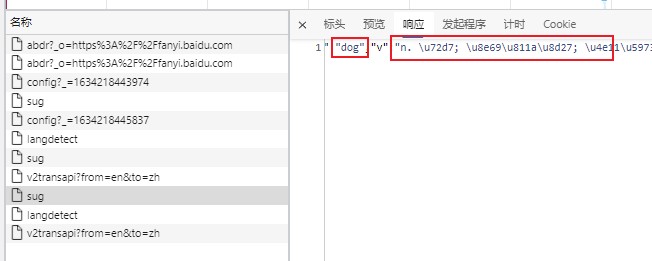 名称
abdr?_o=https%3A%2F%2Ffanyi.baidu.com
abdr?_o=https%3A%2F%2Ffanyi.baidu.com
config?_=1634218443974
sug
config?_=1634218445837
langdetect
sug
v2transapi?from=en&to=zh
sug
langdetect
v2transapi?from=en&to=zh
标头 预览 响应 发起程序 计时 Cookie
1 " "dog" "v" "n. \u72d7; \u8e69\u811a\u8d27; \u4e11\u5973